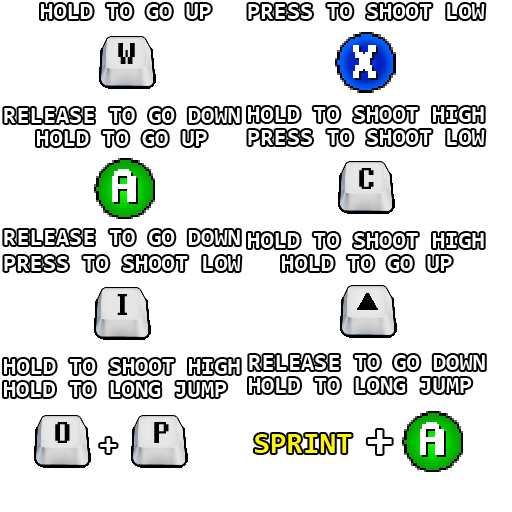 HOLD TO GO UP
W
RELEASE TO GO DOWN
PRESS TO SHOOT LOW
X
HOLD TO SHOOT HIGH
HOLD TO GO UP
A
RELEASE TO GO DOWN
PRESS TO SHOOT LOW
C
HOLD TO SHOOT HIGH
PRESS TO SHOOT LOW
I
HOLD TO SHOOT HIGH
HOLD TO GO UP
▲
RELEASE TO GO DOWN
HOLD TO LONG JUMP
O + P
HOLD TO LONG JUMP
SPRINT + A